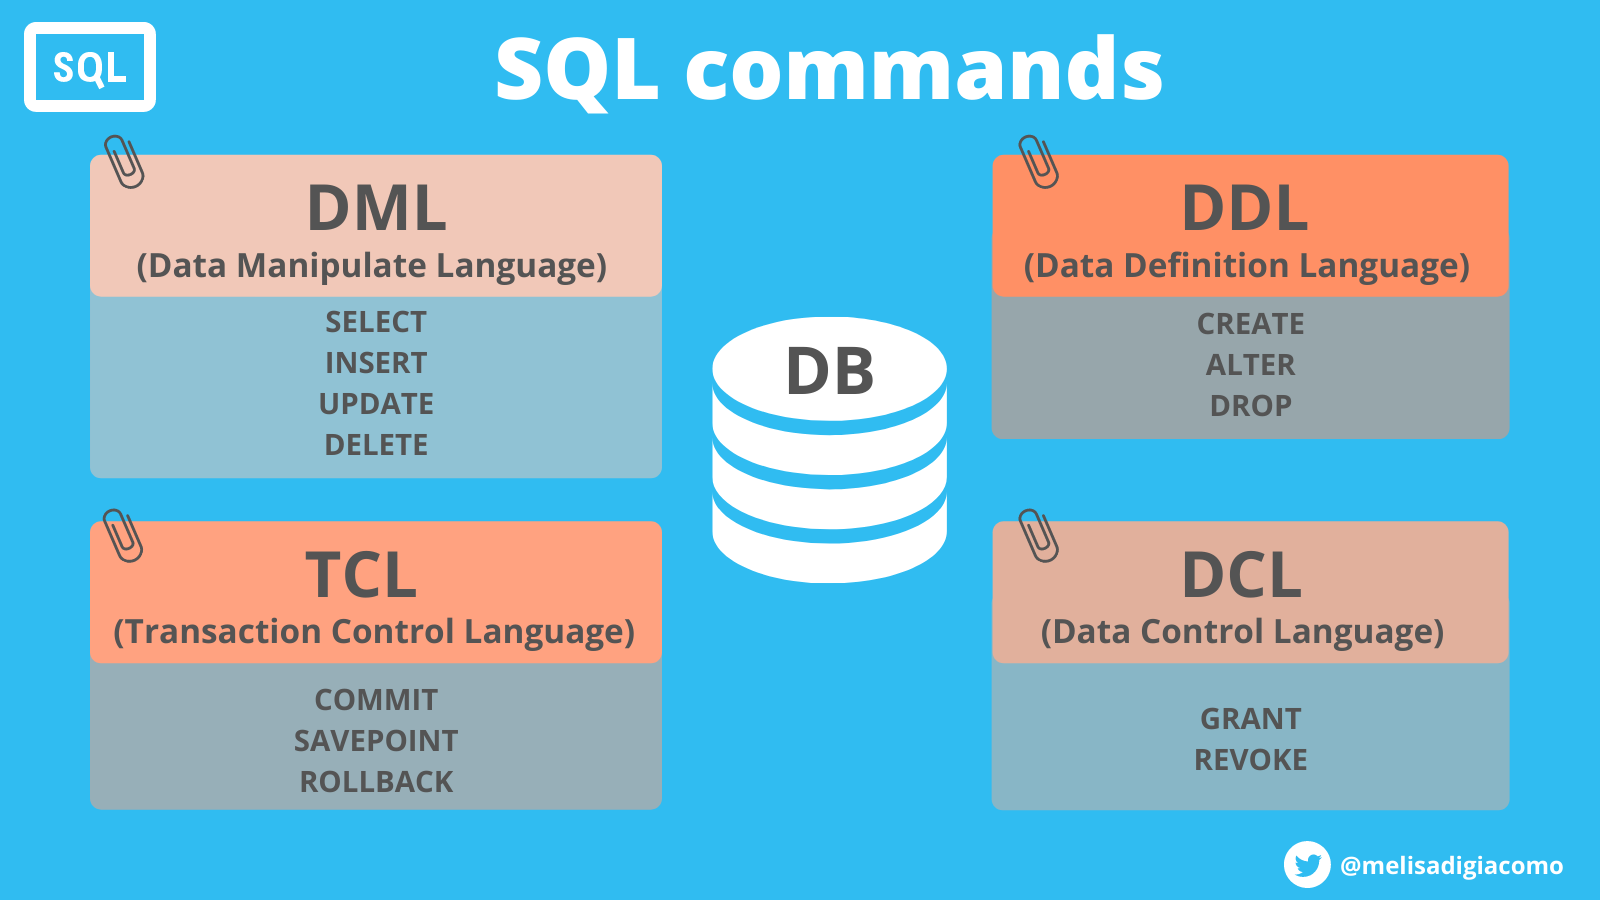 SQL
SQL commands
DML
(Data Manipulate Language)
SELECT
INSERT
UPDATE
DELETE
DDL
(Data Definition Language)
CREATE
ALTER
DROP
DB
TCL
(Transaction Control Language)
COMMIT
SAVEPOINT
ROLLBACK
DCL
(Data Control Language)
GRANT
REVOKE
@melisadigiacomo